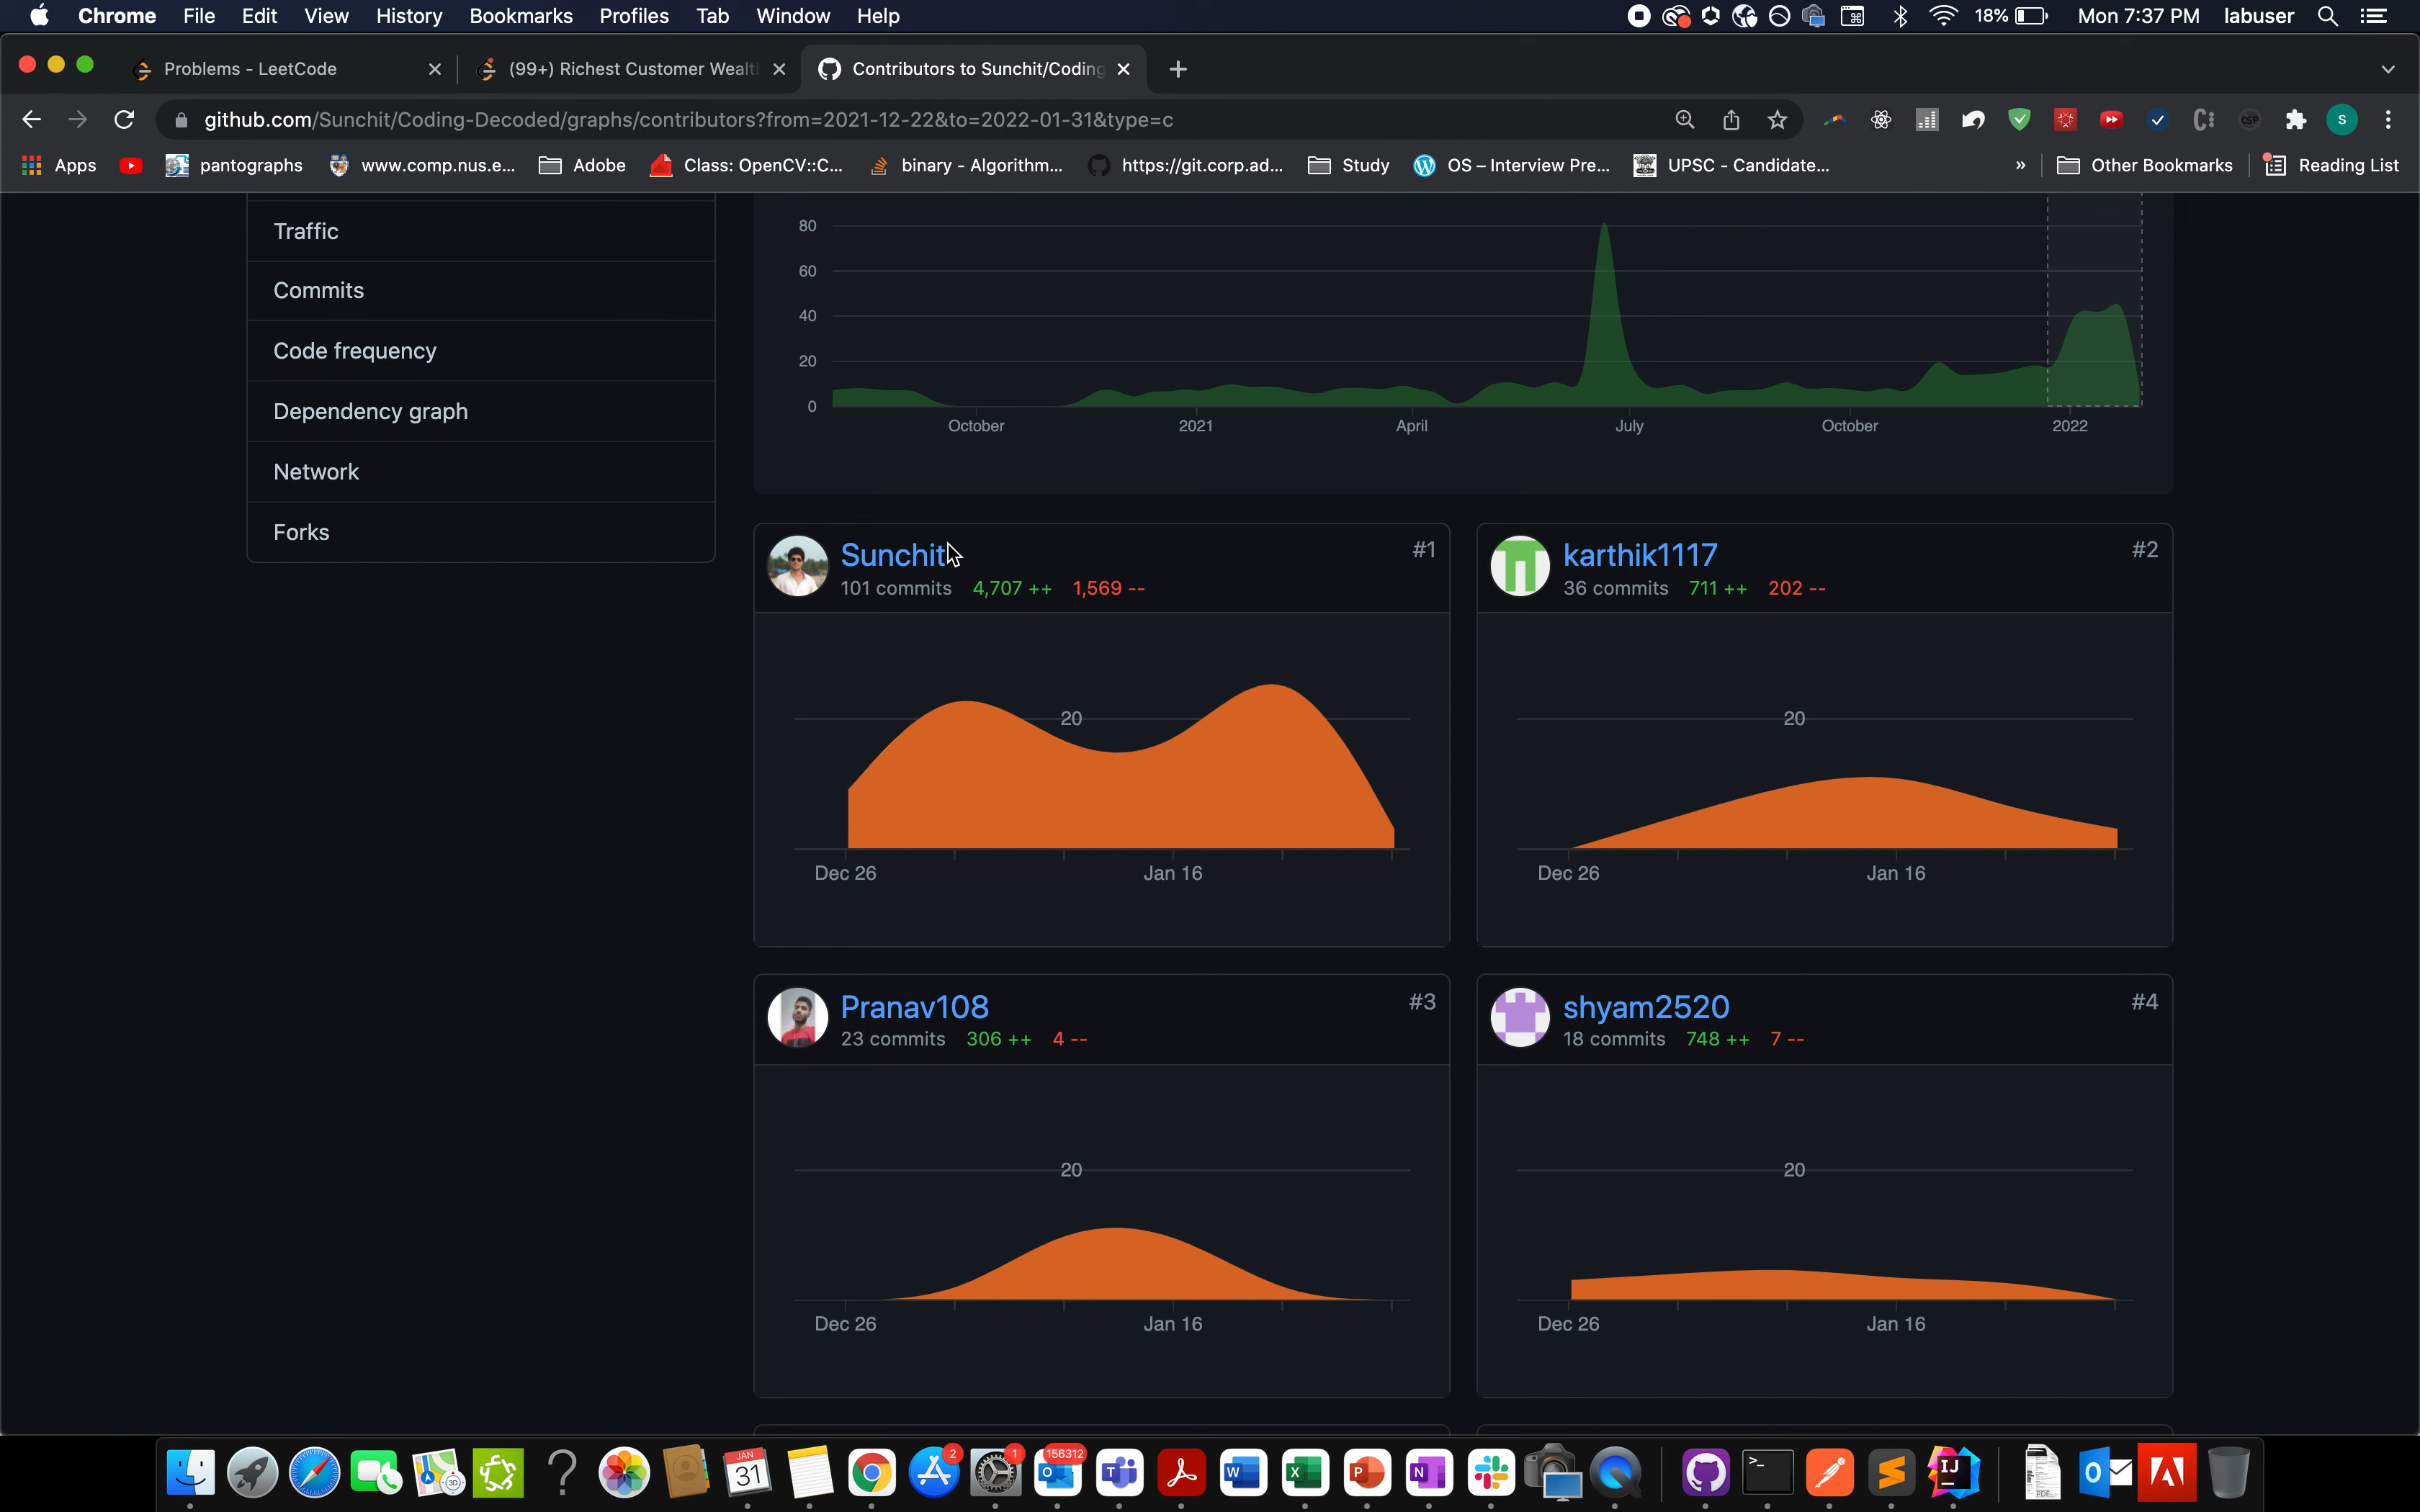 Chrome File Edit View History Bookmarks Profiles Tab Window Help 18% Mon 7:37 PM labuser
Problems - LeetCode (99+) Richest Customer Wealt Contributors to Sunchit/Coding
github.com/Sunchit/Coding-Decoded/graphs/contributors?from=2021-12-22&to=2022-01-31&type=c
Apps pantographs www.comp.nus.e... Adobe Class: OpenCV::C... binary - Algorithm... https://git.corp.ad... Study OS – Interview Pre... UPSC - Candidate... » Other Bookmarks Reading List
Traffic
Commits
Code frequency
Dependency graph
Network
Forks
80
60
40
20
0
October 2021 April July October 2022
Sunchit #1
101 commits 4,707 ++ 1,569 --
20
Dec 26 Jan 16
karthik1117 #2
36 commits 711 ++ 202 --
20
Dec 26 Jan 16
Pranav108 #3
23 commits 306 ++ 4 --
20
Dec 26 Jan 16
shyam2520 #4
18 commits 748 ++ 7 --
20
Dec 26 Jan 16
JAN
31
2
1
156312